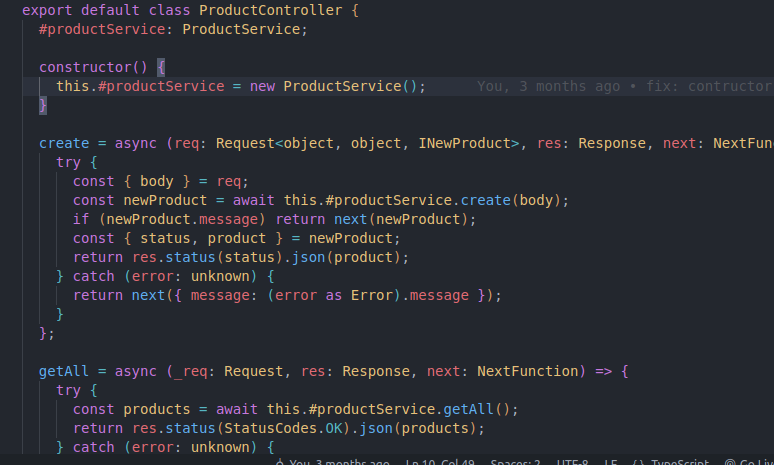 export default class ProductController {
#productService: ProductService;
constructor() {
this.#productService = new ProductService();    You, 3 months ago • fix: contructor
}
create = async (req: Request<object, object, INewProduct>, res: Response, next: NextFun
try {
const { body } = req;
const newProduct = await this.#productService.create(body);
if (newProduct.message) return next(newProduct);
const { status, product } = newProduct;
return res.status(status).json(product);
} catch (error: unknown) {
return next({ message: (error as Error).message });
}
};
getAll = async (_req: Request, res: Response, next: NextFunction) => {
try {
const products = await this.#productService.getAll();
return res.status(StatusCodes.OK).json(products);
} catch (error: unknown) {
You, 3 months ago    Ln 10, Col 49    Spaces: 2    UTF-8    LF    {} TypeScript    Go Liv